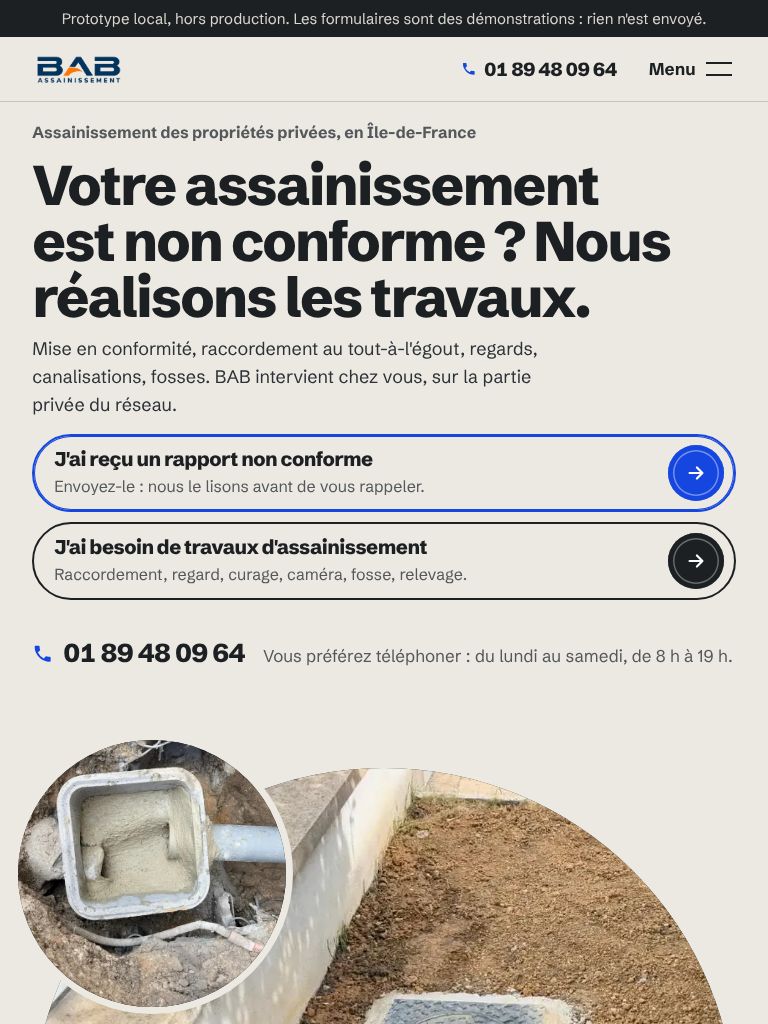 Prototype local, hors production. Les formulaires sont des démonstrations : rien n'est envoyé.
BAB
ASSAINISSEMENT
01 89 48 09 64
Menu
Assainissement des propriétés privées, en Île-de-France
Votre assainissement
est non conforme ? Nous
réalisons les travaux.
Mise en conformité, raccordement au tout-à-l'égout, regards,
canalisations, fosses. BAB intervient chez vous, sur la partie
privée du réseau.
J'ai reçu un rapport non conforme
Envoyez-le : nous le lisons avant de vous rappeler.
J'ai besoin de travaux d'assainissement
Raccordement, regard, curage, caméra, fosse, relevage.
01 89 48 09 64
Vous préférez téléphoner : du lundi au samedi, de 8 h à 19 h.